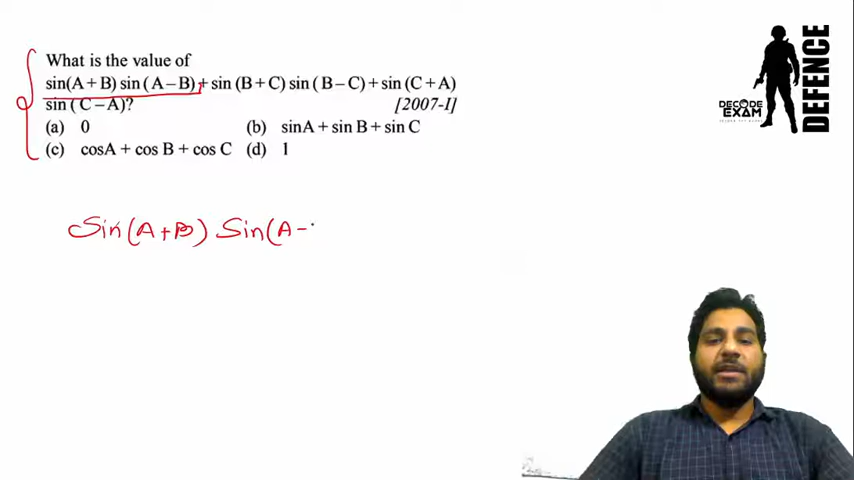 What is the value of
sin(A + B) sin (A – B) + sin (B + C) sin ( B – C) + sin (C + A)
sin ( C – A)? [2007-I]
(a) 0 (b) sinA + sin B + sin C
(c) cosA + cos B + cos C (d) 1
Sin(A+B) Sin(A-
DECODE
EXAM
DEFENCE